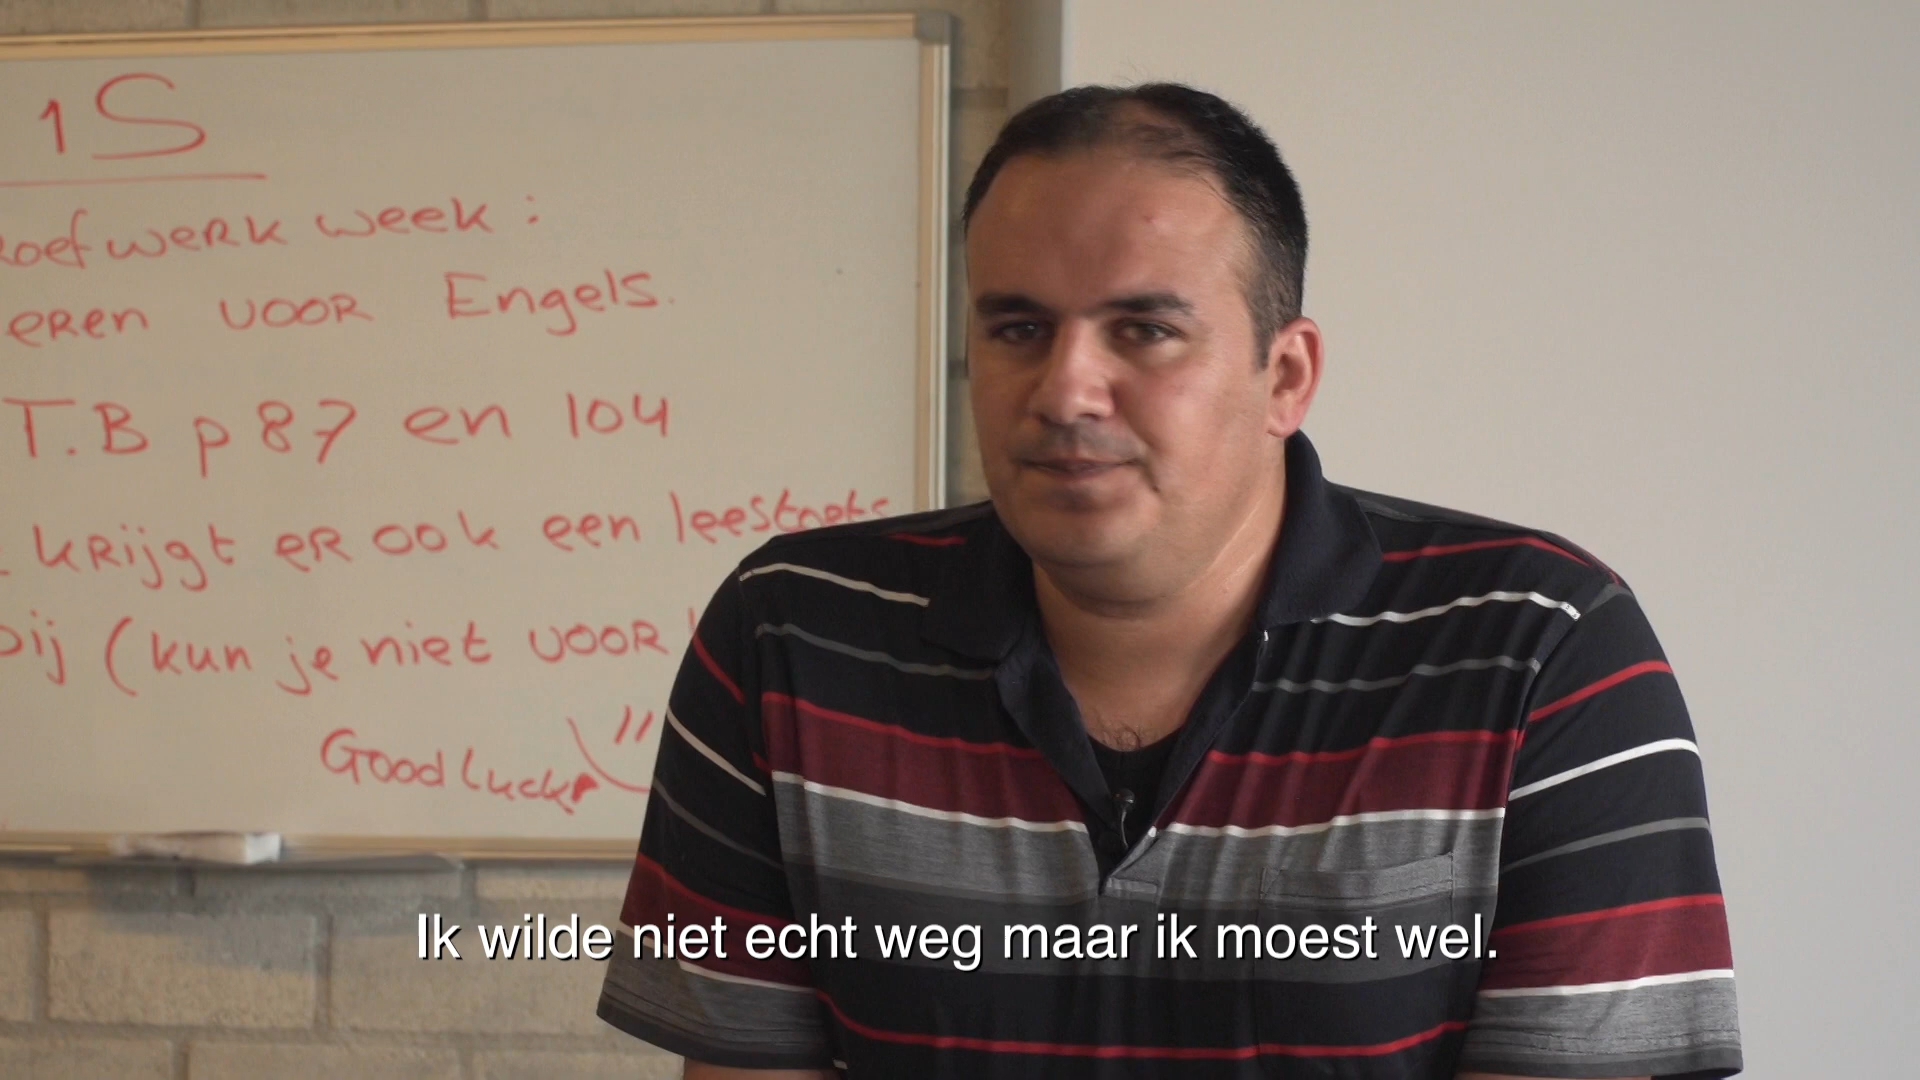 1S
roefwerk week :
eren voor Engels.
T.B p 87 en 104
krijgt er ook een leestoets
bij (kun je niet voor
Good luck
Ik wilde niet echt weg maar ik moest wel.